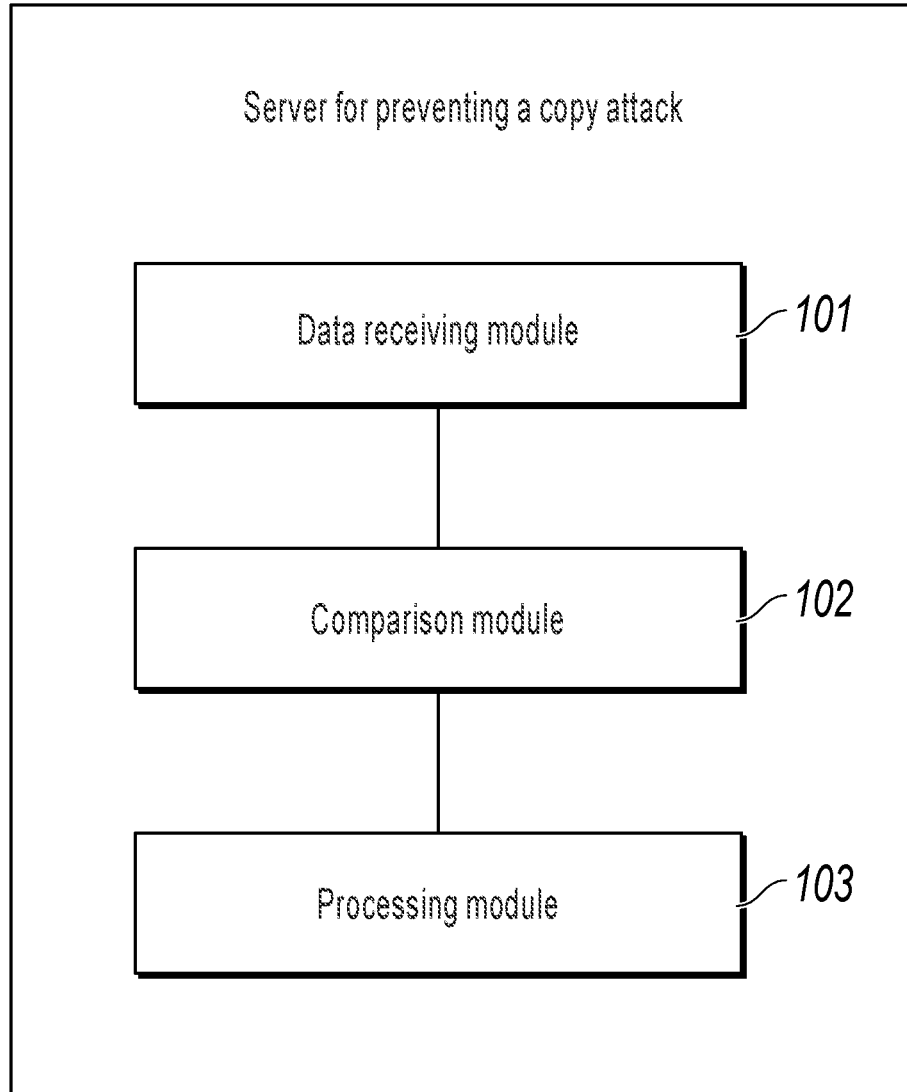 Server for preventing a copy attack
Data receiving module
101
Comparison module
102
Processing module
103